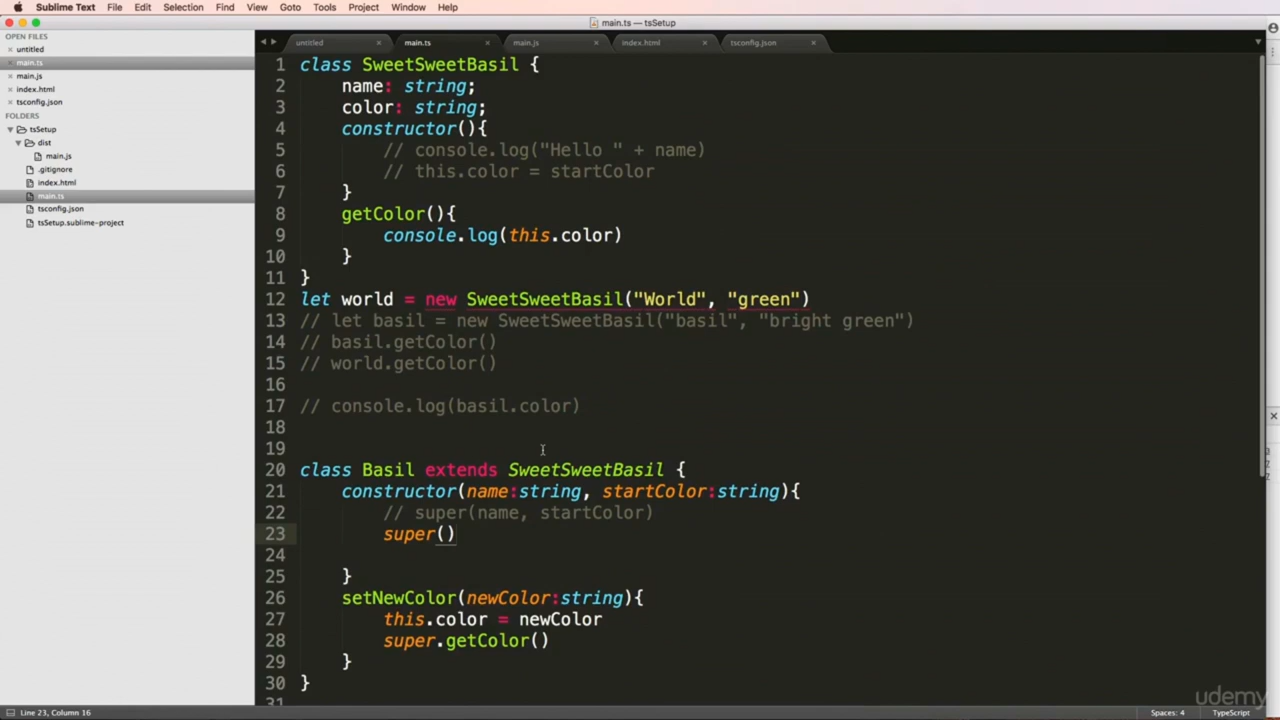 Sublime Text File Edit Selection Find View Goto Tools Project Window Help
main.ts — tsSetup
OPEN FILES
untitled
main.ts
main.js
index.html
tsconfig.json
FOLDERS
tsSetup
dist
main.js
.gitignore
index.html
main.ts
tsconfig.json
tsSetup.sublime-project
untitled × main.ts × main.js × index.html × tsconfig.json ×
1 class SweetSweetBasil {
2 name: string;
3 color: string;
4 constructor(){
5 // console.log("Hello " + name)
6 // this.color = startColor
7 }
8 getColor(){
9 console.log(this.color)
10 }
11 }
12 let world = new SweetSweetBasil("World", "green")
13 // let basil = new SweetSweetBasil("basil", "bright green")
14 // basil.getColor()
15 // world.getColor()
16
17 // console.log(basil.color)
18
19
20 class Basil extends SweetSweetBasil {
21 constructor(name:string, startColor:string){
22 // super(name, startColor)
23 super()
24
25 }
26 setNewColor(newColor:string){
27 this.color = newColor
28 super.getColor()
29 }
30 }
31
udemy
Line 23, Column 16
Spaces: 4 TypeScript